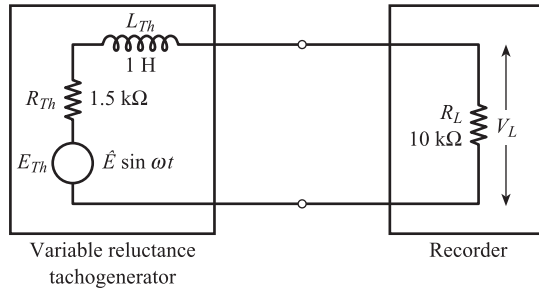 L_Th
1 H
R_Th
1.5 kΩ
E_Th
Ê sin ωt
R_L
10 kΩ
V_L
Variable reluctance
tachogenerator
Recorder